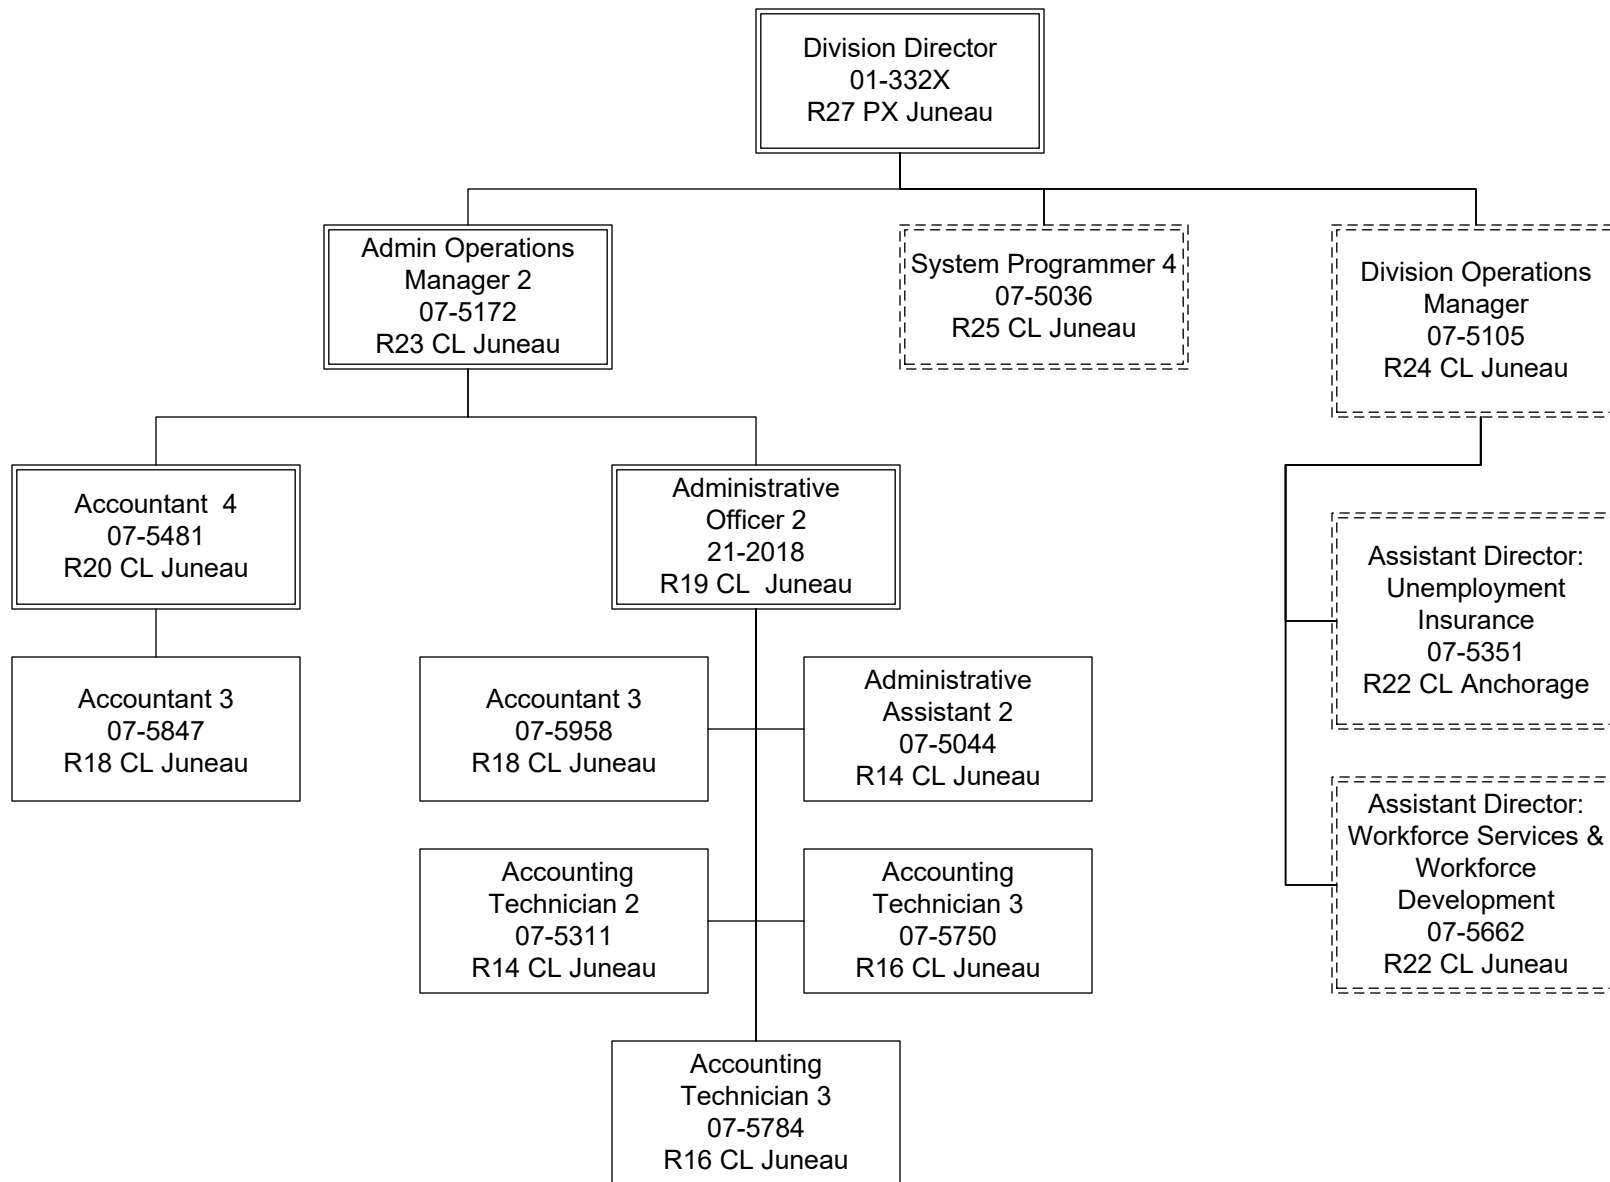 Division Director
01-332X
R27 PX Juneau
Admin Operations
Manager 2
07-5172
R23 CL Juneau
System Programmer 4
07-5036
R25 CL Juneau
Division Operations
Manager
07-5105
R24 CL Juneau
Accountant  4
07-5481
R20 CL Juneau
Administrative
Officer 2
21-2018
R19 CL  Juneau
Assistant Director:
Unemployment
Insurance
07-5351
R22 CL Anchorage
Accountant 3
07-5847
R18 CL Juneau
Accountant 3
07-5958
R18 CL Juneau
Administrative
Assistant 2
07-5044
R14 CL Juneau
Assistant Director:
Workforce Services &
Workforce
Development
07-5662
R22 CL Juneau
Accounting
Technician 2
07-5311
R14 CL Juneau
Accounting
Technician 3
07-5750
R16 CL Juneau
Accounting
Technician 3
07-5784
R16 CL Juneau